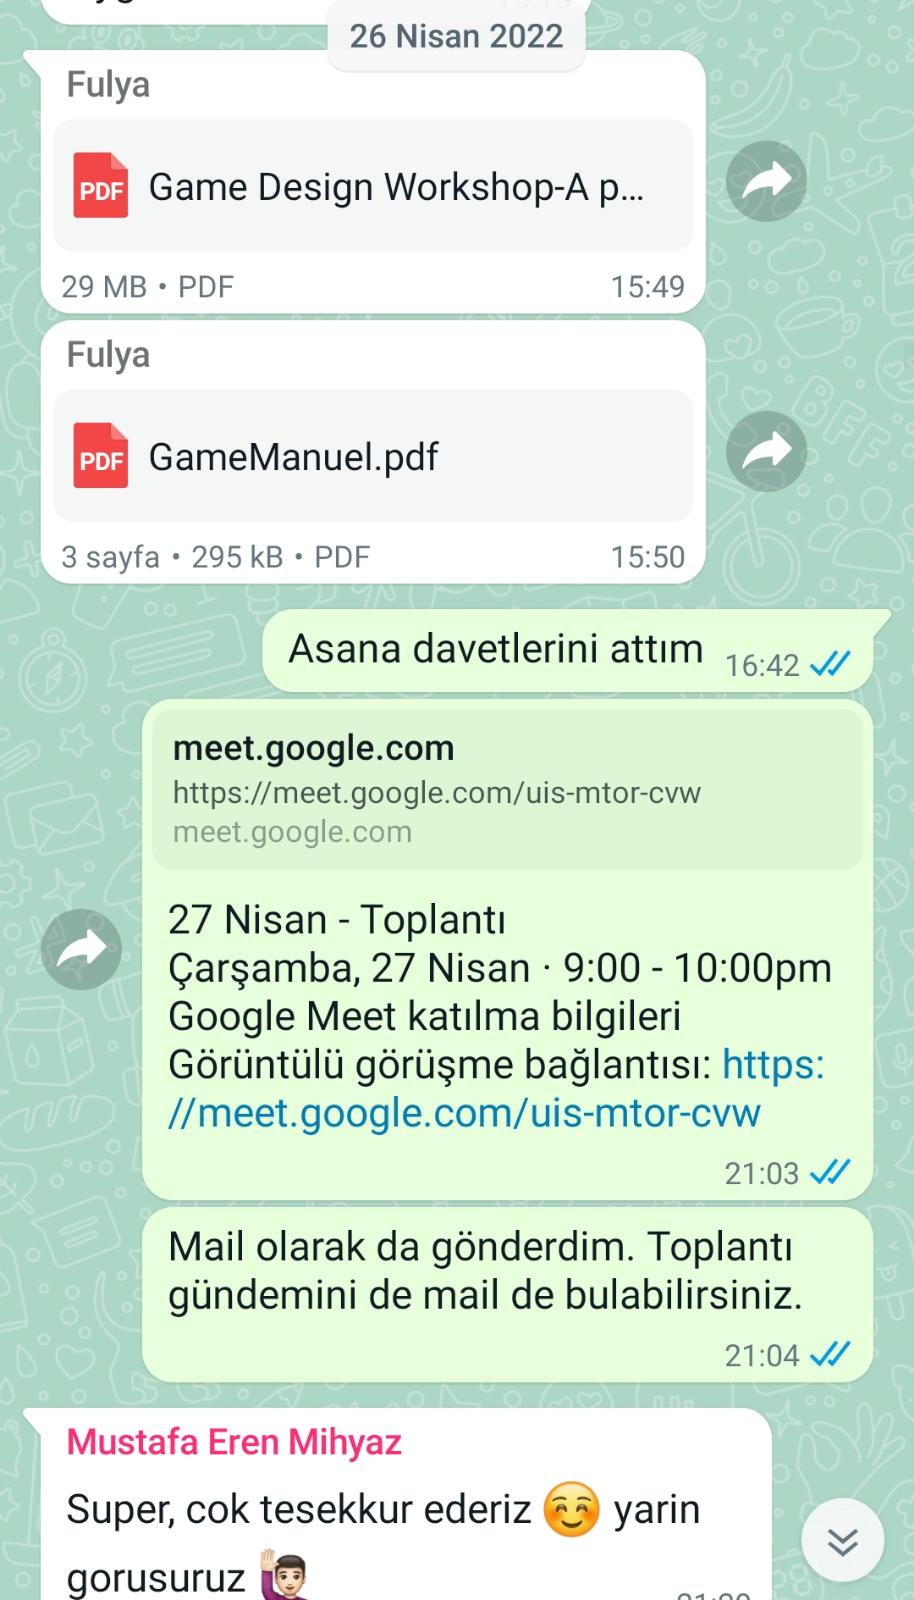 26 Nisan 2022
Fulya
PDF Game Design Workshop-A p...
29 MB • PDF 15:49
Fulya
PDF GameManuel.pdf
3 sayfa • 295 kB • PDF 15:50
Asana davetlerini attım 16:42
meet.google.com
https://meet.google.com/uis-mtor-cvw
meet.google.com
27 Nisan - Toplantı
Çarşamba, 27 Nisan · 9:00 - 10:00pm
Google Meet katılma bilgileri
Görüntülü görüşme bağlantısı: https:
//meet.google.com/uis-mtor-cvw
21:03
Mail olarak da gönderdim. Toplantı
gündemini de mail de bulabilirsiniz.
21:04
Mustafa Eren Mihyaz
Super, cok tesekkur ederiz 😊 yarin
gorusuruz 🙋🏻‍♂️